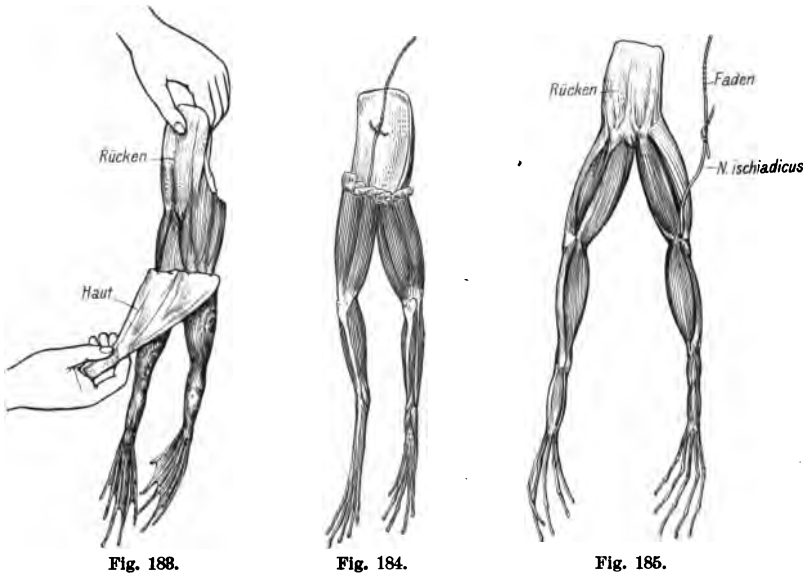 Rücken
Haut
Fig. 183.
Fig. 184.
Rücken
Faden
N. ischiadicus
Fig. 185.